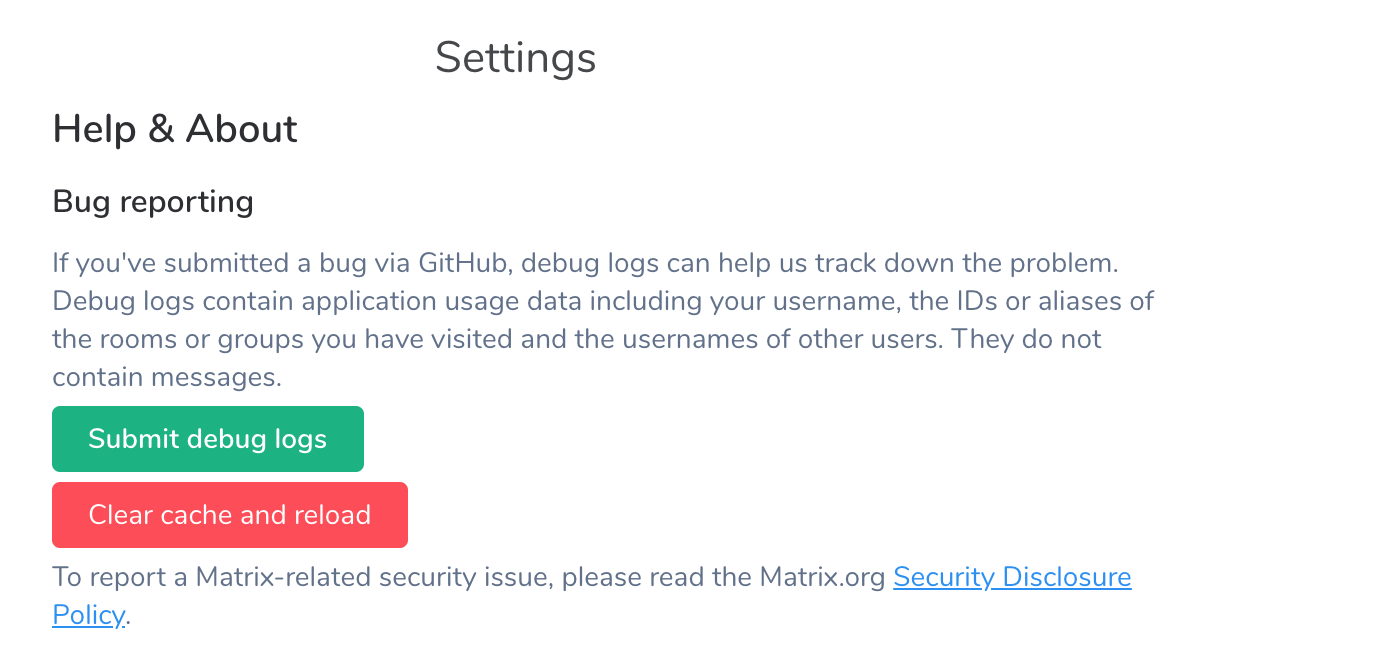 Settings
Help & About
Bug reporting
If you've submitted a bug via GitHub, debug logs can help us track down the problem.
Debug logs contain application usage data including your username, the IDs or aliases of
the rooms or groups you have visited and the usernames of other users. They do not
contain messages.
Submit debug logs
Clear cache and reload
To report a Matrix-related security issue, please read the Matrix.org Security Disclosure
Policy.